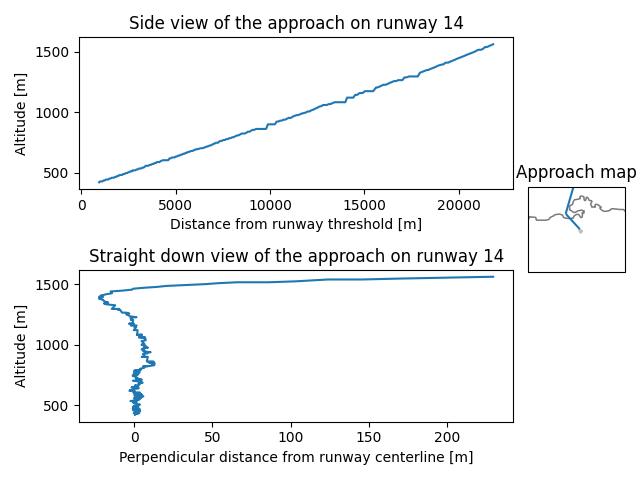 Side view of the approach on runway 14
1500
1000
500
Altitude [m]
0 5000 10000 15000 20000
Distance from runway threshold [m]
Approach map
Straight down view of the approach on runway 14
1500
1000
500
Altitude [m]
0 50 100 150 200
Perpendicular distance from runway centerline [m]